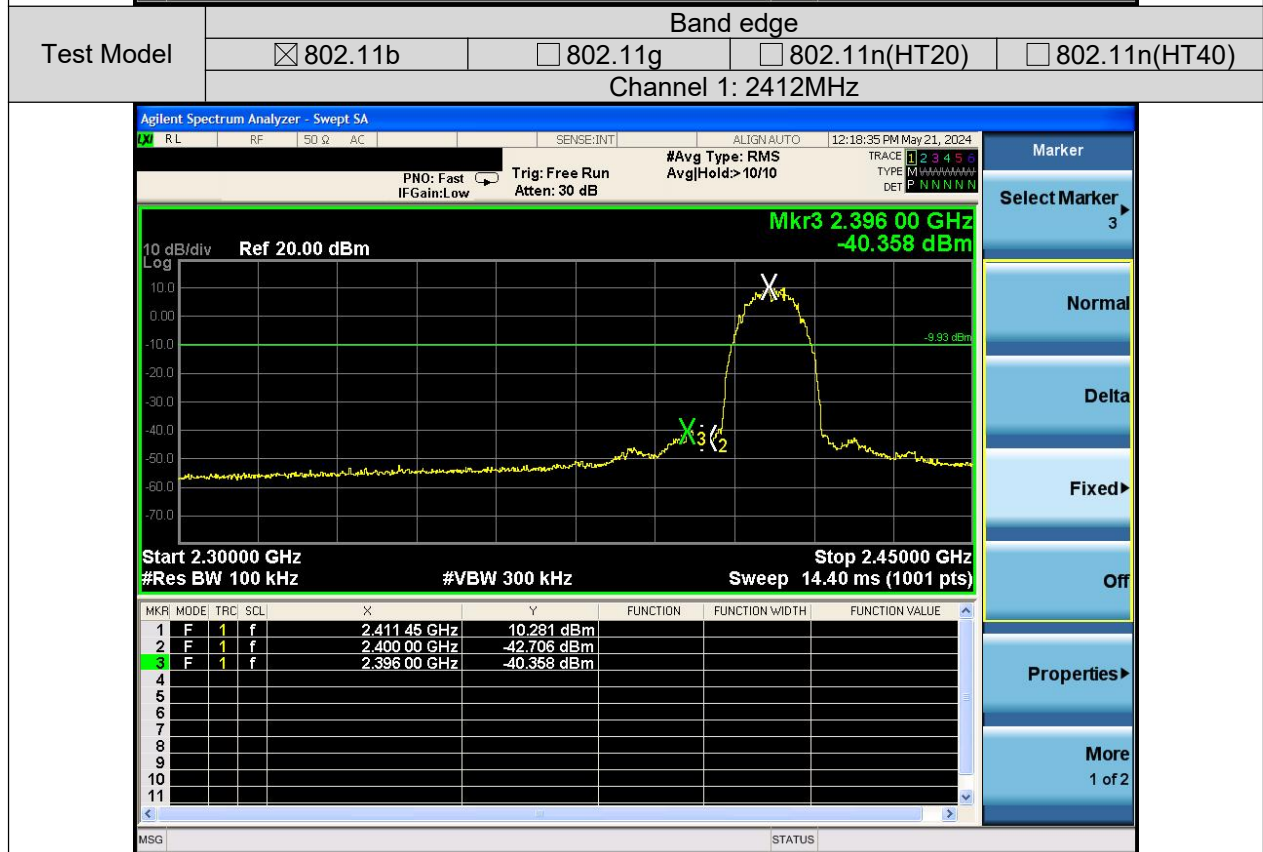 Band edge
Test Model ☒ 802.11b ☐ 802.11g ☐ 802.11n(HT20) ☐ 802.11n(HT40)
Channel 1: 2412MHz
Agilent Spectrum Analyzer - Swept SA
LXI RL RF 50 Ω AC SENSE:INT ALIGN AUTO 12:18:35 PM May 21, 2024
#Avg Type: RMS TRACE 1 2 3 4 5 6
PNO: Fast Trig: Free Run Avg|Hold:>10/10 TYPE M W W W W W
IFGain:Low Atten: 30 dB DET P N N N N N
Mkr3 2.396 00 GHz
-40.358 dBm
10 dB/div Ref 20.00 dBm
Log
10.0
0.00
-9.93 dBm
-10.0
-20.0
-30.0
-40.0
-50.0
-60.0
-70.0
1
3
2
Start 2.30000 GHz Stop 2.45000 GHz
#Res BW 100 kHz #VBW 300 kHz Sweep 14.40 ms (1001 pts)
MKR MODE TRC SCL X Y FUNCTION FUNCTION WIDTH FUNCTION VALUE
1 F 1 f 2.411 45 GHz 10.281 dBm
2 F 1 f 2.400 00 GHz -42.706 dBm
3 F 1 f 2.396 00 GHz -40.358 dBm
4
5
6
7
8
9
10
11
MSG STATUS
Marker
Select Marker
3
Normal
Delta
Fixed
Off
Properties
More
1 of 2